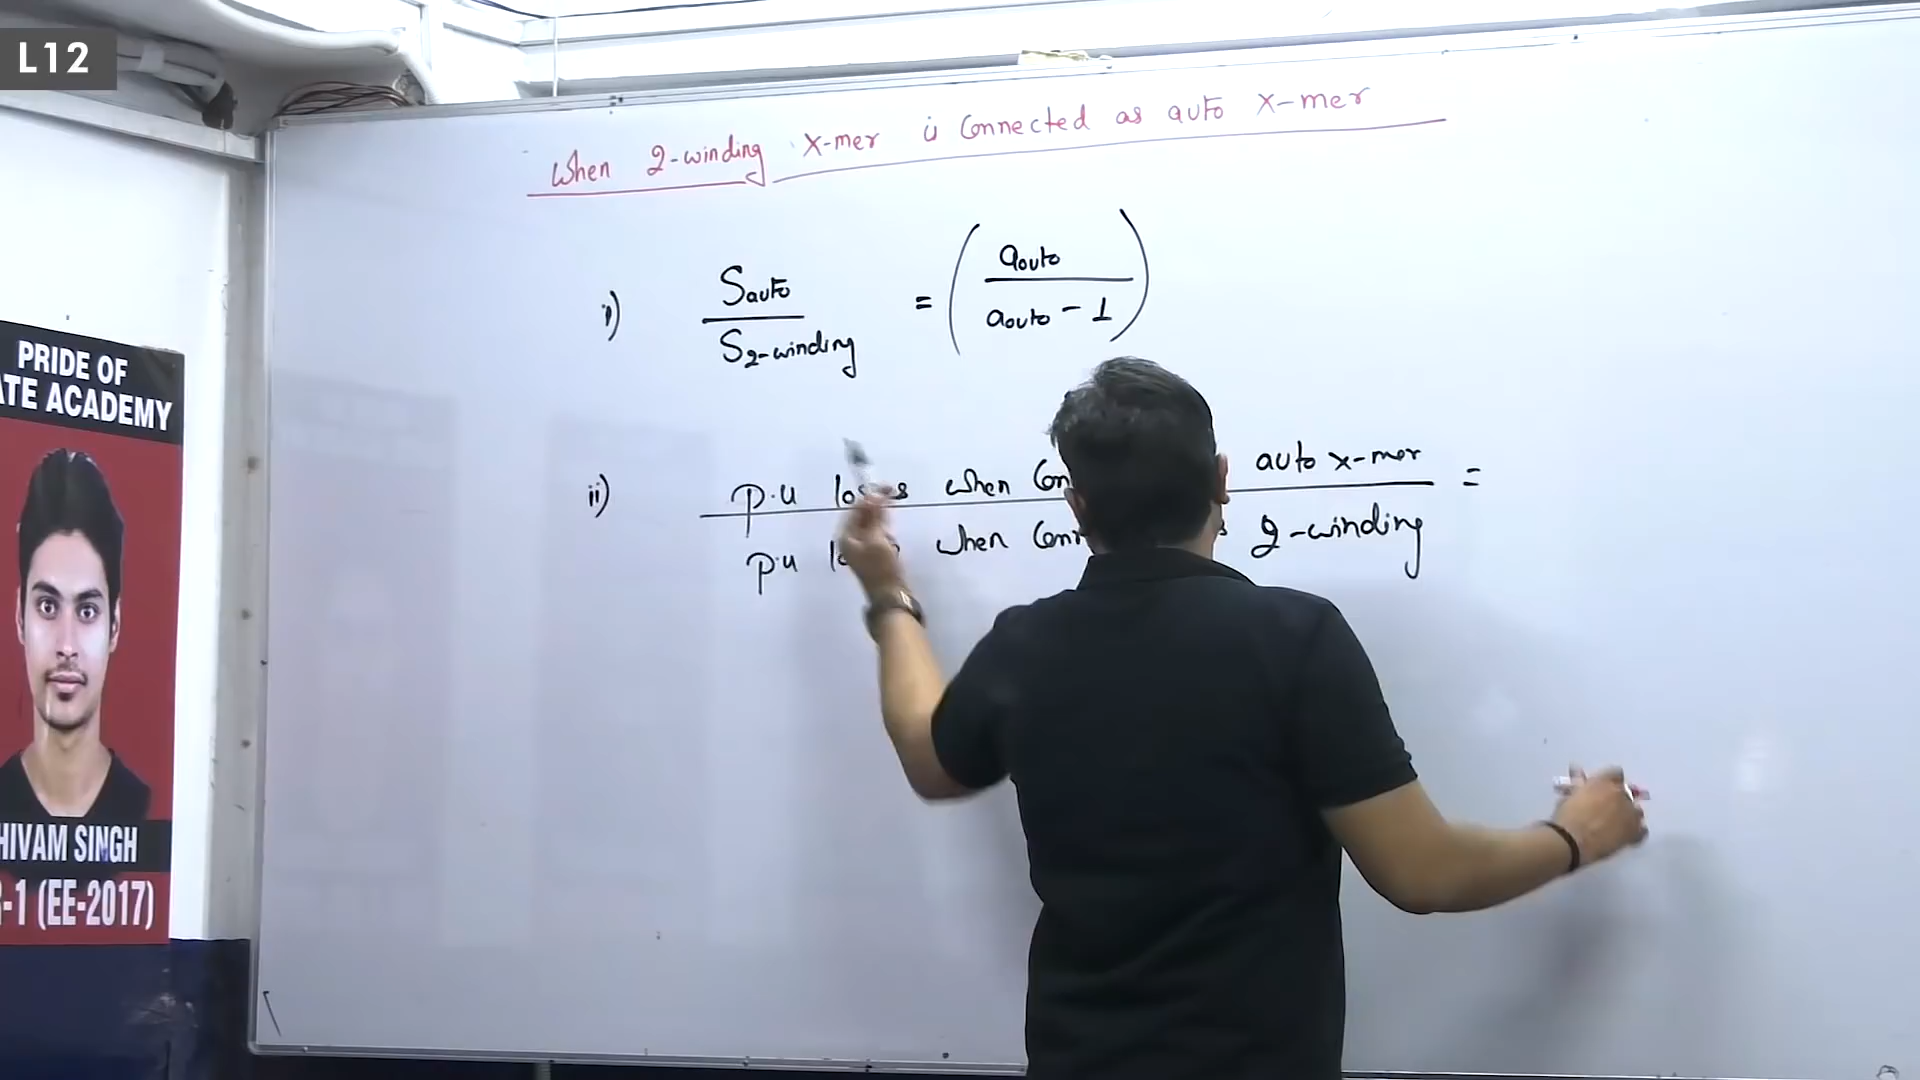 L12
When 2-winding X-mer is Connected as auto X-mer
i) Sauto / S2-winding = ( aauto / aauto - 1 )
ii) p.u when auto x-mer =
p.u when 2-winding
PRIDE OF
ATE ACADEMY
HIVAM SINGH
-1 (EE-2017)